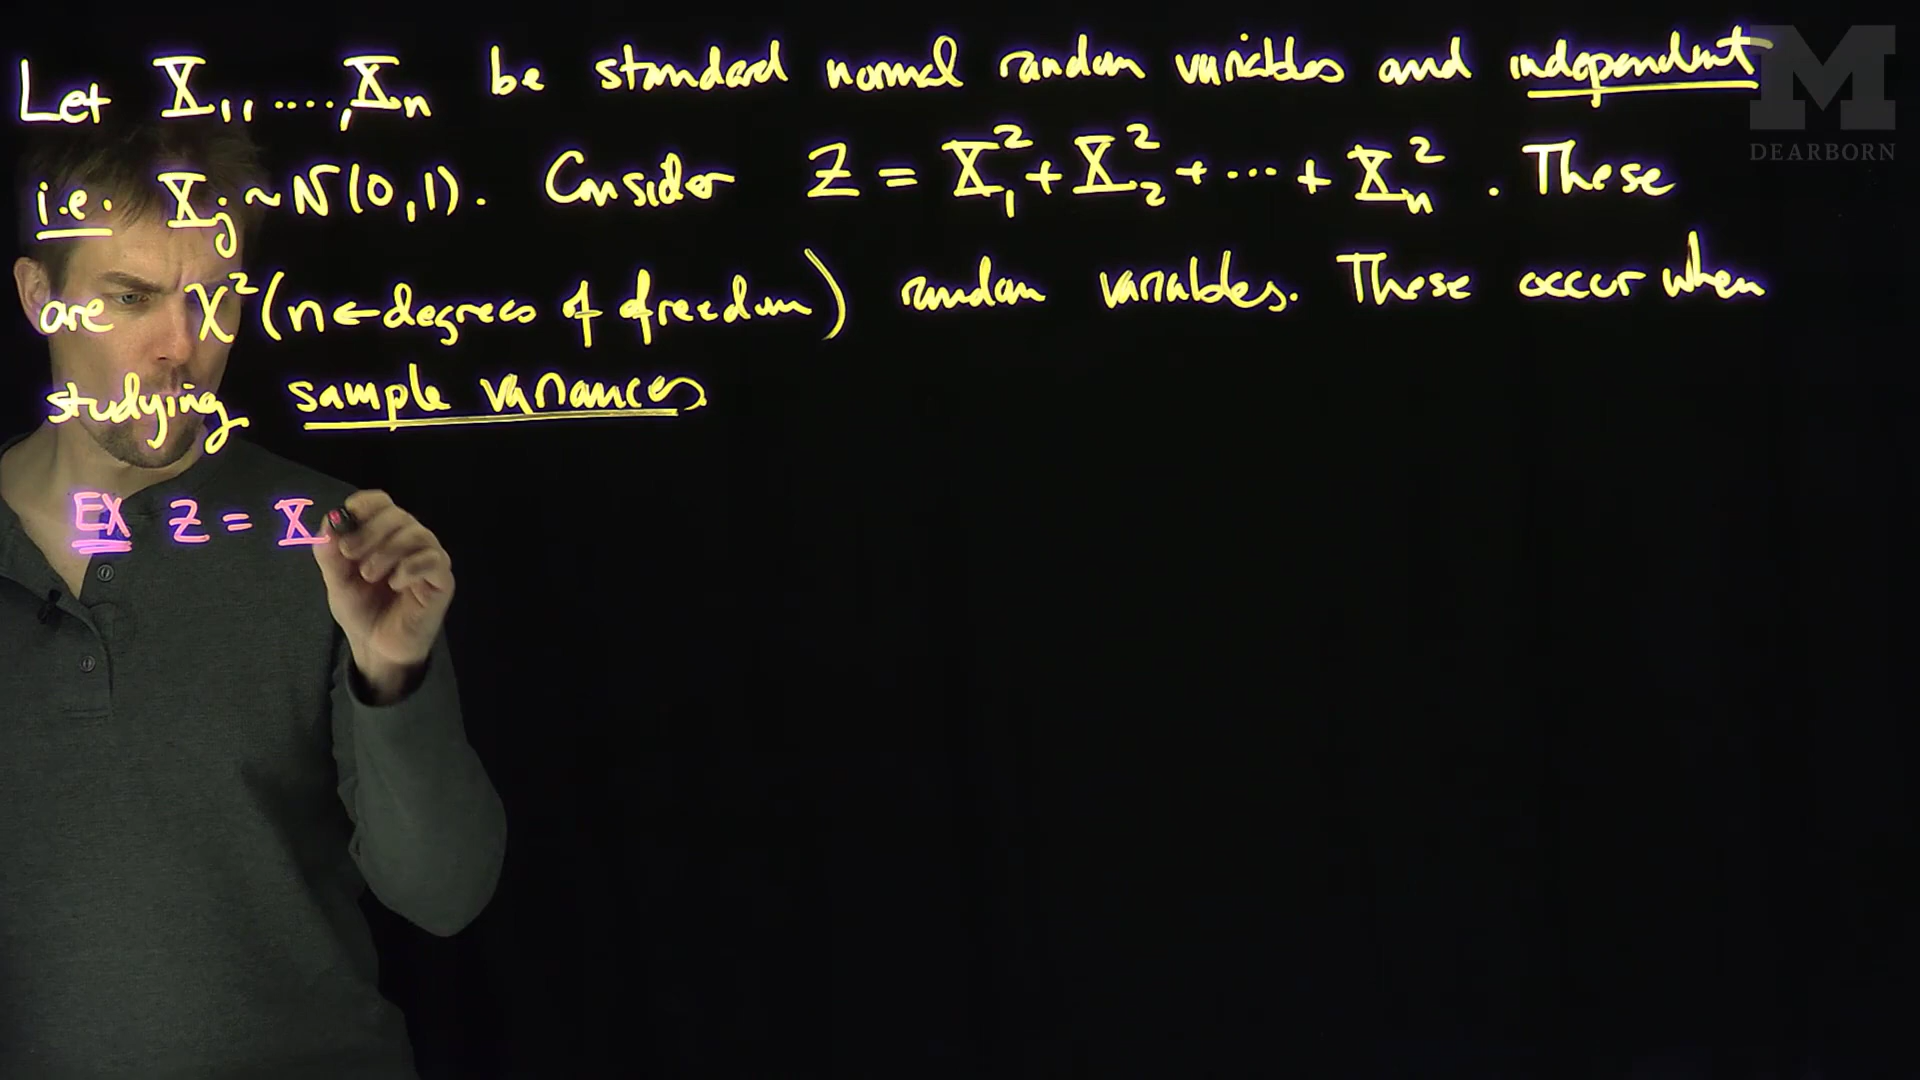 Let X₁, ...., Xₙ be standard normal random variables and independent
i.e. Xⱼ ~ N(0,1). Consider Z = X₁² + X₂² + ... + Xₙ². These
are χ²(n ← degrees of freedom) random variables. These occur when
studying sample variances.
EX Z = X
M
DEARBORN